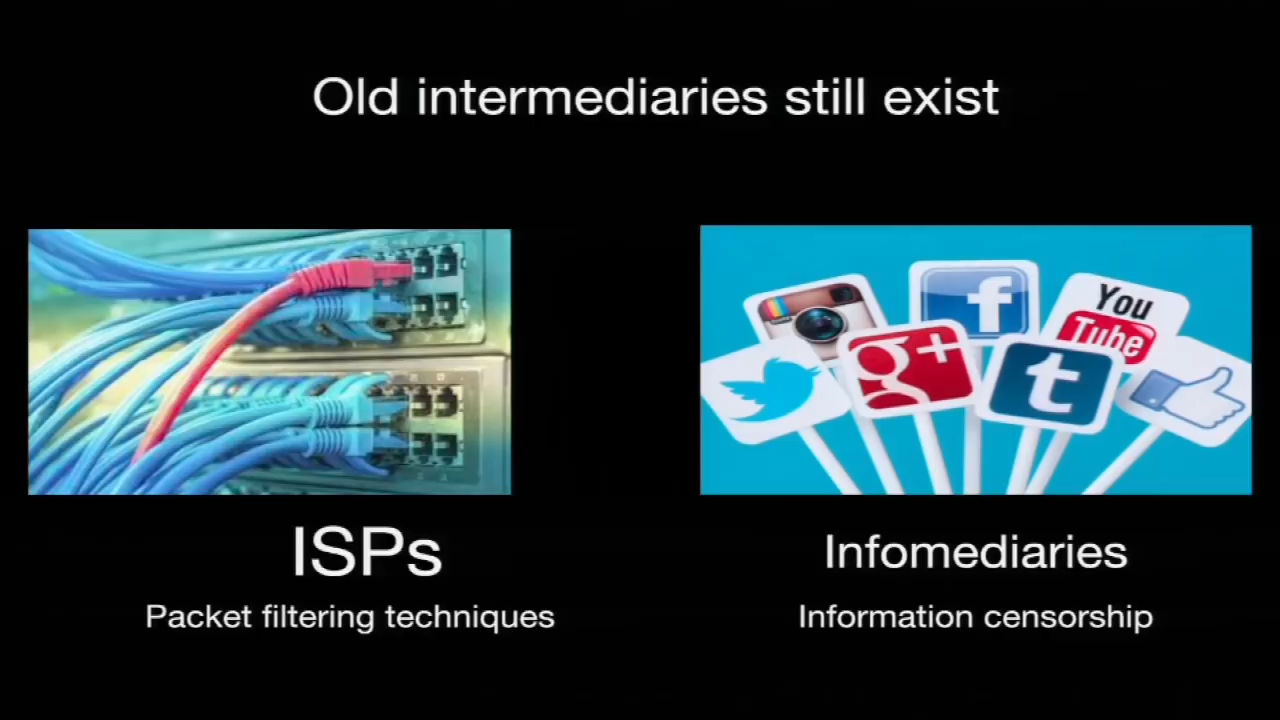 Old intermediaries still exist
f
You
Tube
g+
t
ISPs
Infomediaries
Packet filtering techniques
Information censorship